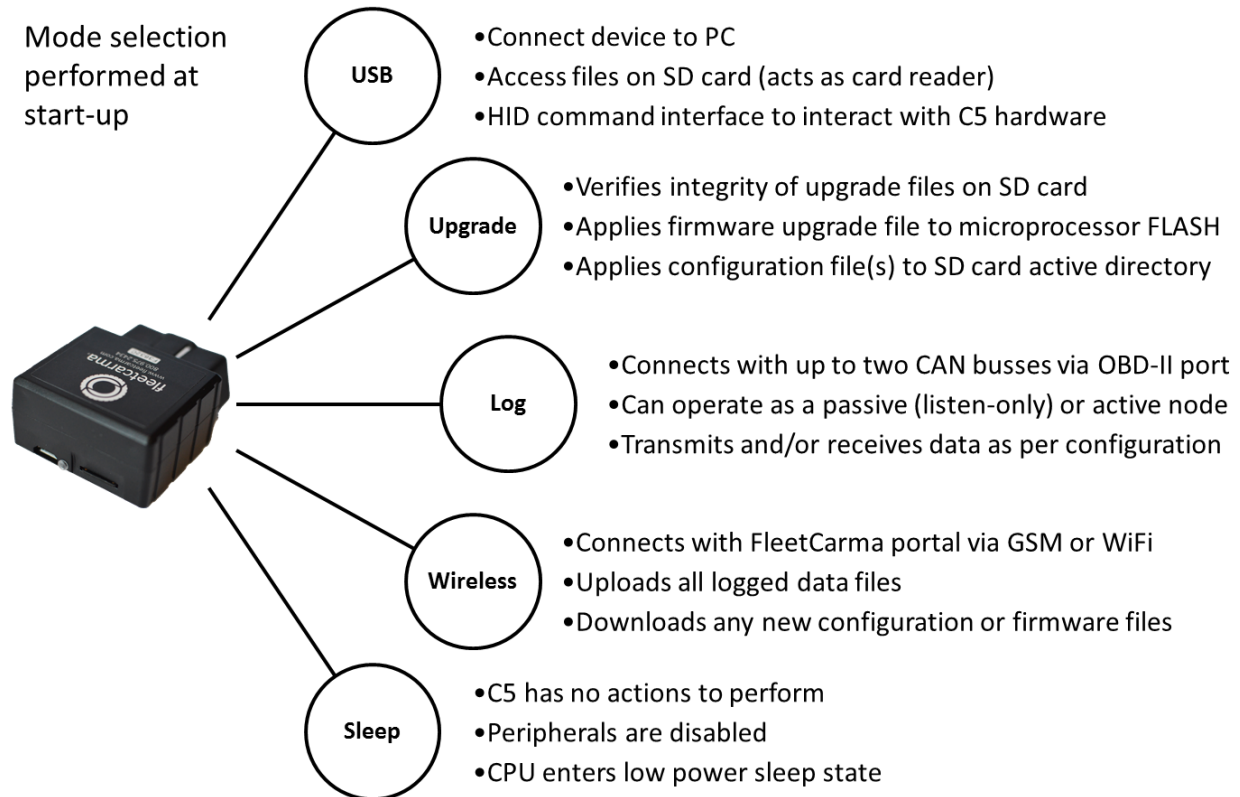 Mode selection
performed at
start-up
USB
•Connect device to PC
•Access files on SD card (acts as card reader)
•HID command interface to interact with C5 hardware
Upgrade
•Verifies integrity of upgrade files on SD card
•Applies firmware upgrade file to microprocessor FLASH
•Applies configuration file(s) to SD card active directory
fleetcarma
www.fleetcarma.com
Log
•Connects with up to two CAN busses via OBD-II port
•Can operate as a passive (listen-only) or active node
•Transmits and/or receives data as per configuration
Wireless
•Connects with FleetCarma portal via GSM or WiFi
•Uploads all logged data files
•Downloads any new configuration or firmware files
Sleep
•C5 has no actions to perform
•Peripherals are disabled
•CPU enters low power sleep state